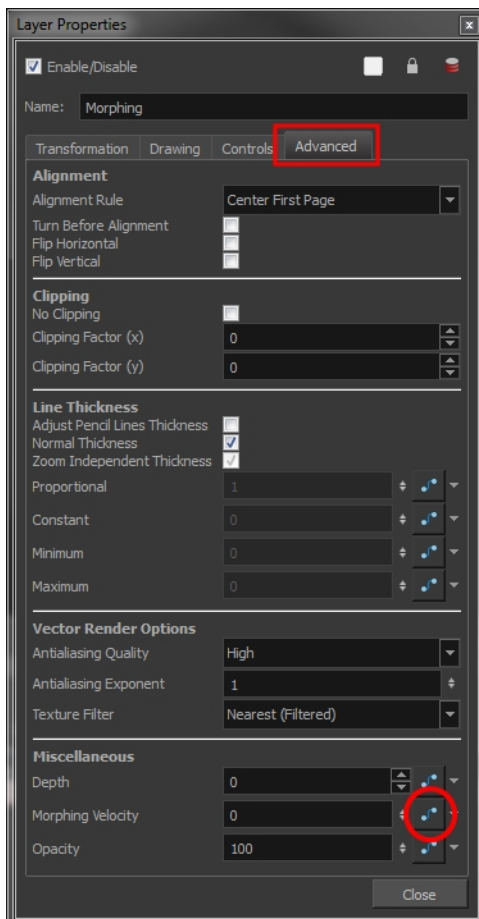 Layer Properties
Enable/Disable
Name: Morphing
Transformation Drawing Controls Advanced
Alignment
Alignment Rule Center First Page
Turn Before Alignment
Flip Horizontal
Flip Vertical
Clipping
No Clipping
Clipping Factor (x) 0
Clipping Factor (y) 0
Line Thickness
Adjust Pencil Lines Thickness
Normal Thickness
Zoom Independent Thickness
Proportional 1
Constant 0
Minimum 0
Maximum 0
Vector Render Options
Antialiasing Quality High
Antialiasing Exponent 1
Texture Filter Nearest (Filtered)
Miscellaneous
Depth 0
Morphing Velocity 0
Opacity 100
Close